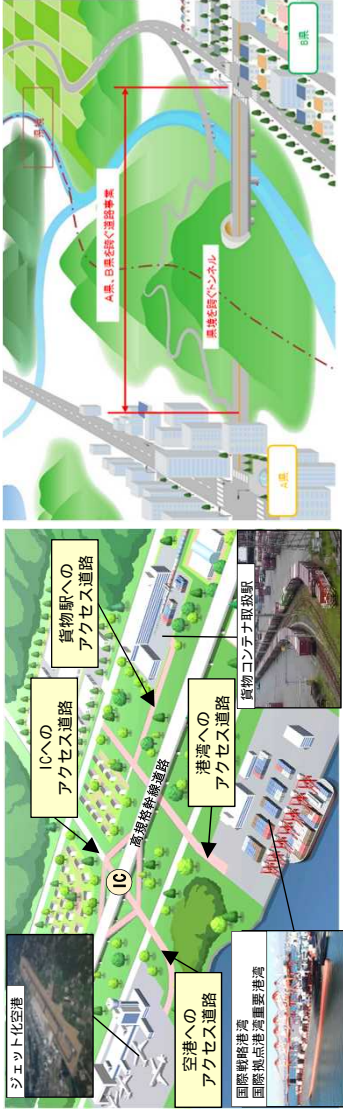 ジェット化空港
ICへの
アクセス道路
貨物駅への
アクセス道路
IC
高規格幹線道路
空港への
アクセス道路
港湾への
アクセス道路
国際戦略港湾
国際拠点港湾重要港湾
貨物コンテナ取扱駅
県境
A県、B県を跨ぐ道路事業
県境を跨ぐトンネル
A県
B県